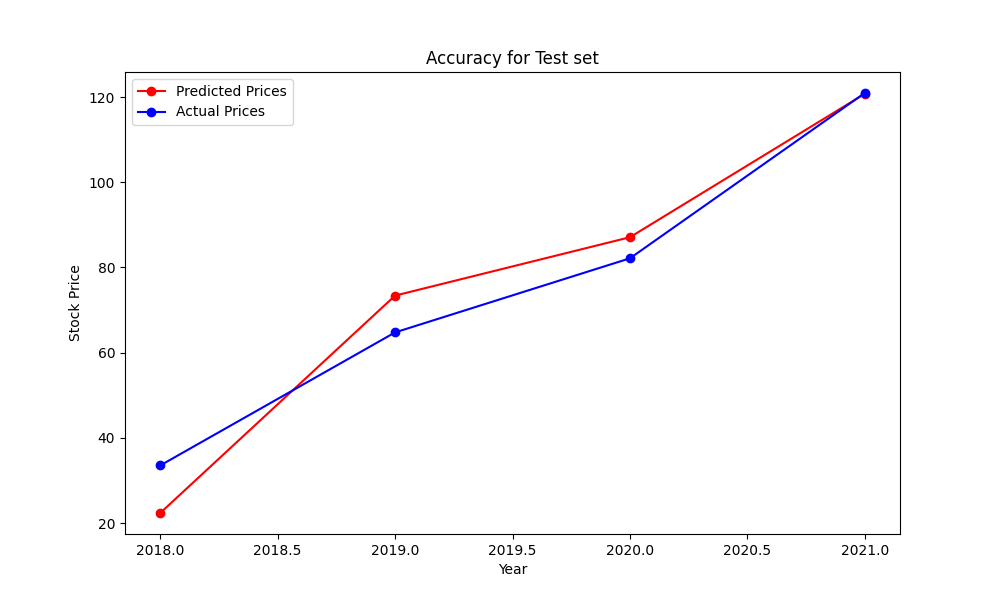 Accuracy for Test set
Predicted Prices
Actual Prices
120
100
80
60
40
20
Stock Price
2018.0 2018.5 2019.0 2019.5 2020.0 2020.5 2021.0
Year